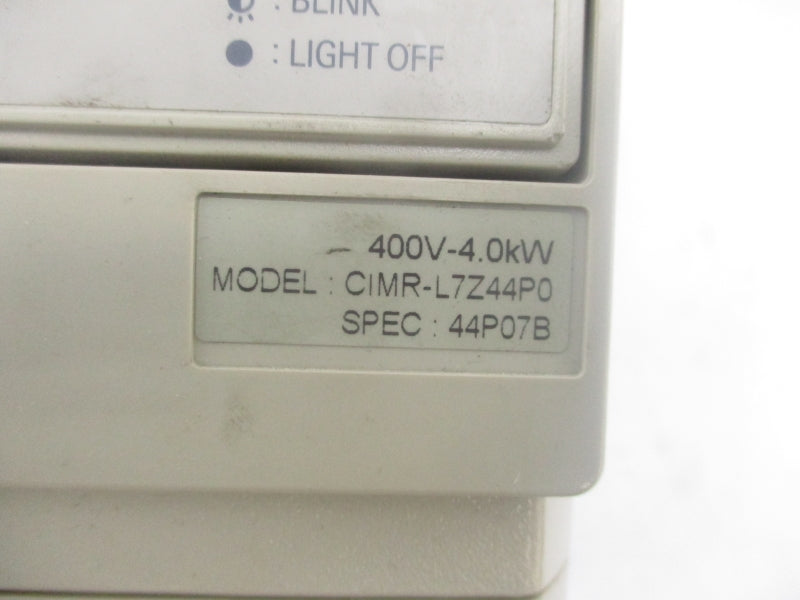 : BLINK
: LIGHT OFF
400V-4.0kW
MODEL : CIMR-L7Z44P0
SPEC : 44P07B